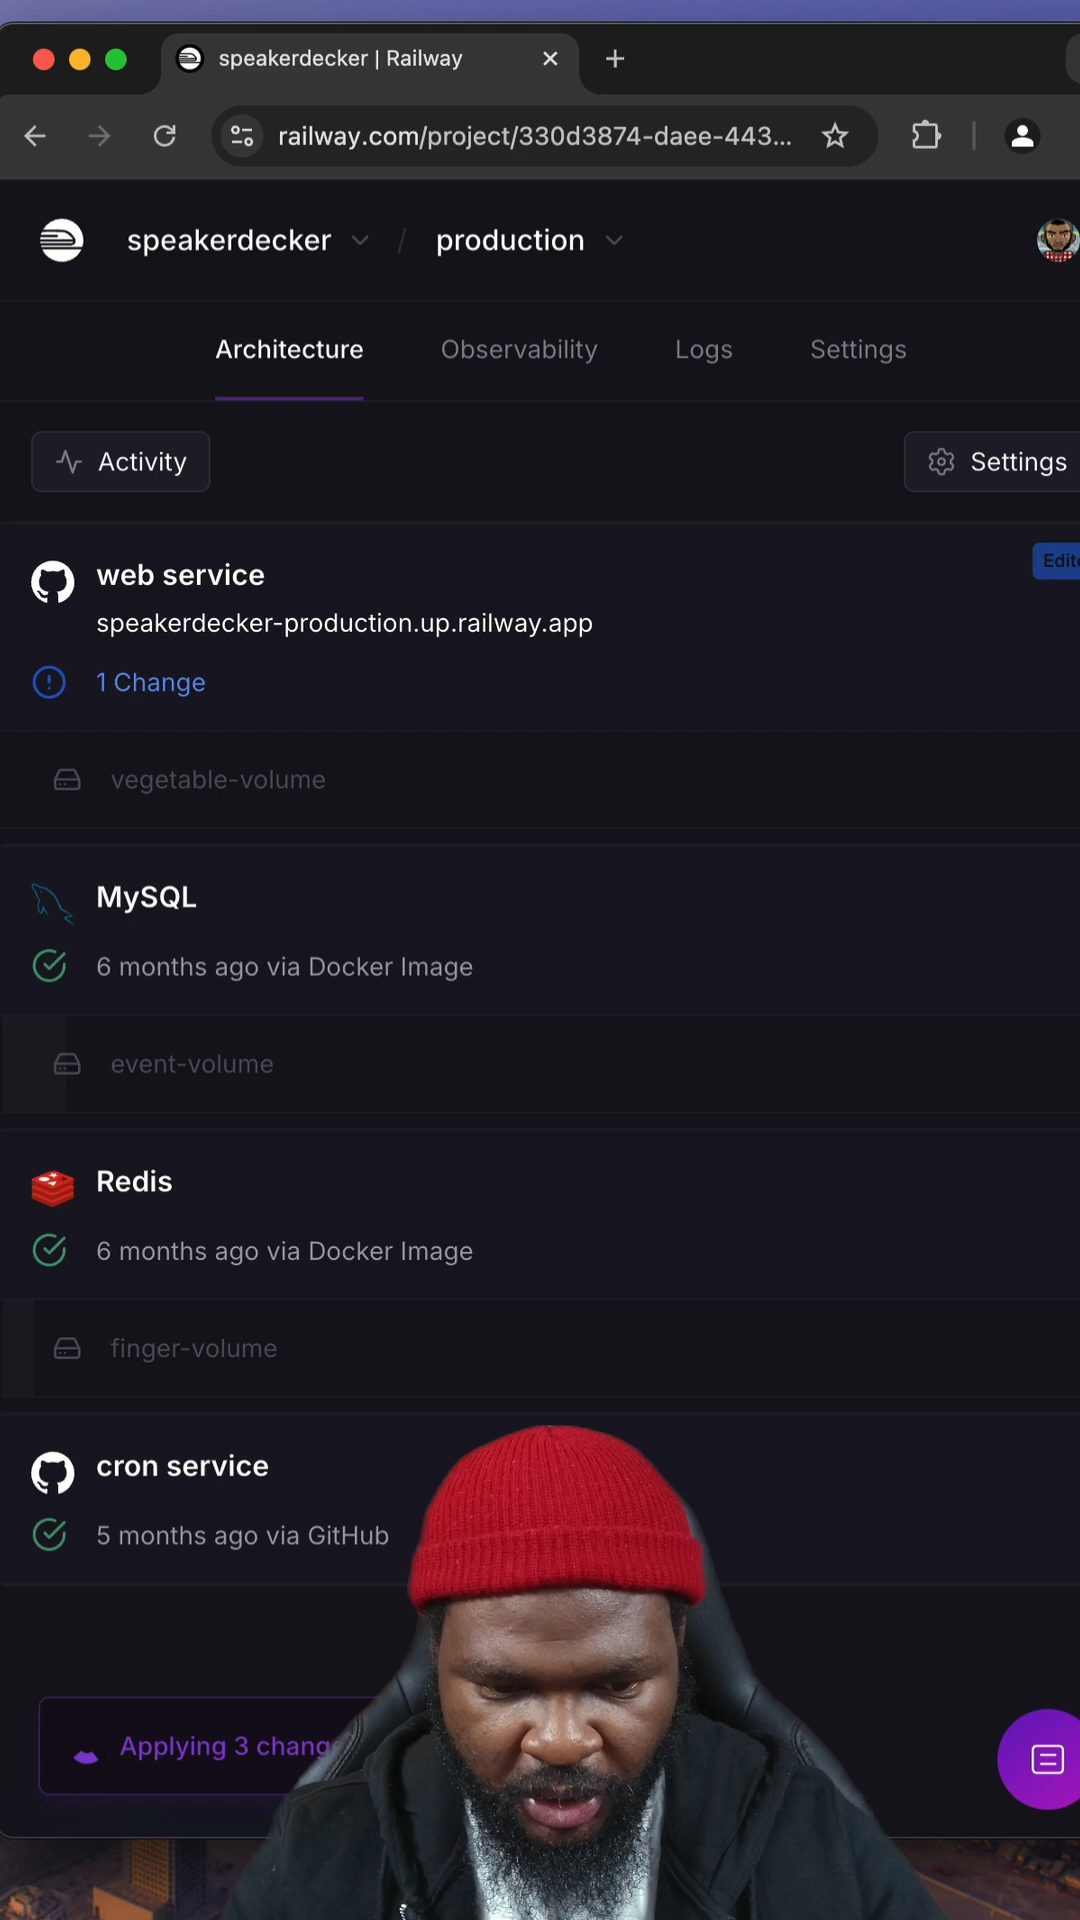 speakerdecker | Railway
railway.com/project/330d3874-daee-443...
speakerdecker / production
Architecture Observability Logs Settings
Activity Settings
web service
speakerdecker-production.up.railway.app
1 Change
vegetable-volume
MySQL
6 months ago via Docker Image
event-volume
Redis
6 months ago via Docker Image
finger-volume
cron service
5 months ago via GitHub
Applying 3